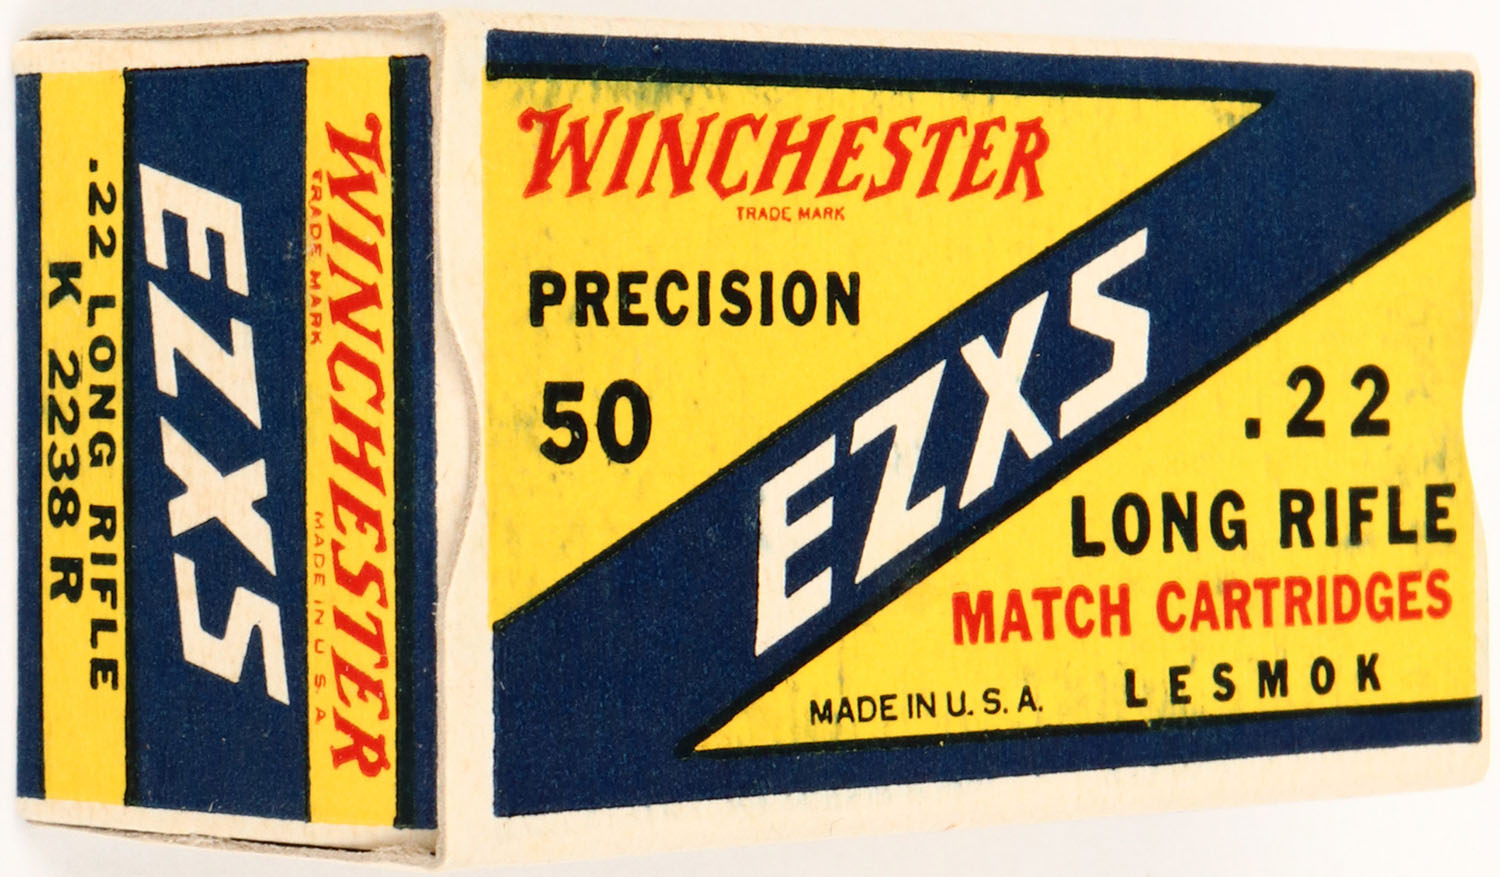 WINCHESTER
TRADE MARK
PRECISION
50
EZXS
.22
LONG RIFLE
MATCH CARTRIDGES
LESMOK
MADE IN U. S. A.
WINCHESTER
TRADE MARK
MADE IN U. S. A
EZXS
.22 LONG RIFLE
K 2238 R